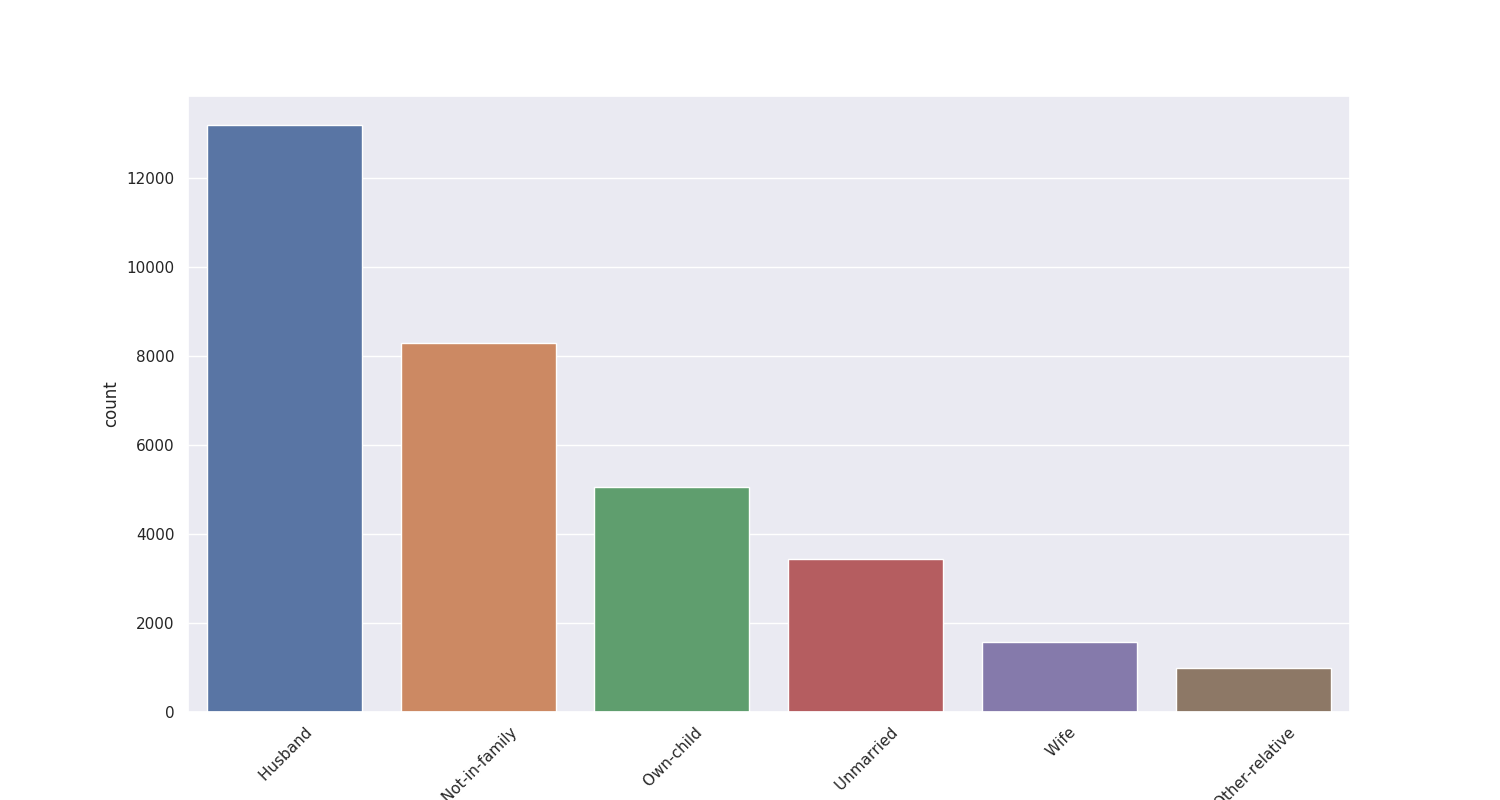 12000
10000
8000
6000
4000
2000
0
count
Husband
Not-in-family
Own-child
Unmarried
Wife
Other-relative